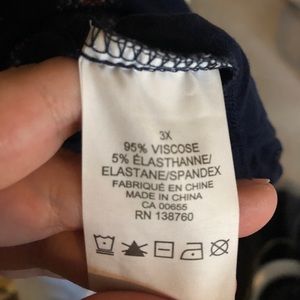 3X
95% VISCOSE
5% ÉLASTHANNE/
ELASTANE/SPANDEX
FABRIQUÉ EN CHINE
MADE IN CHINA
CA 00655
RN 138760